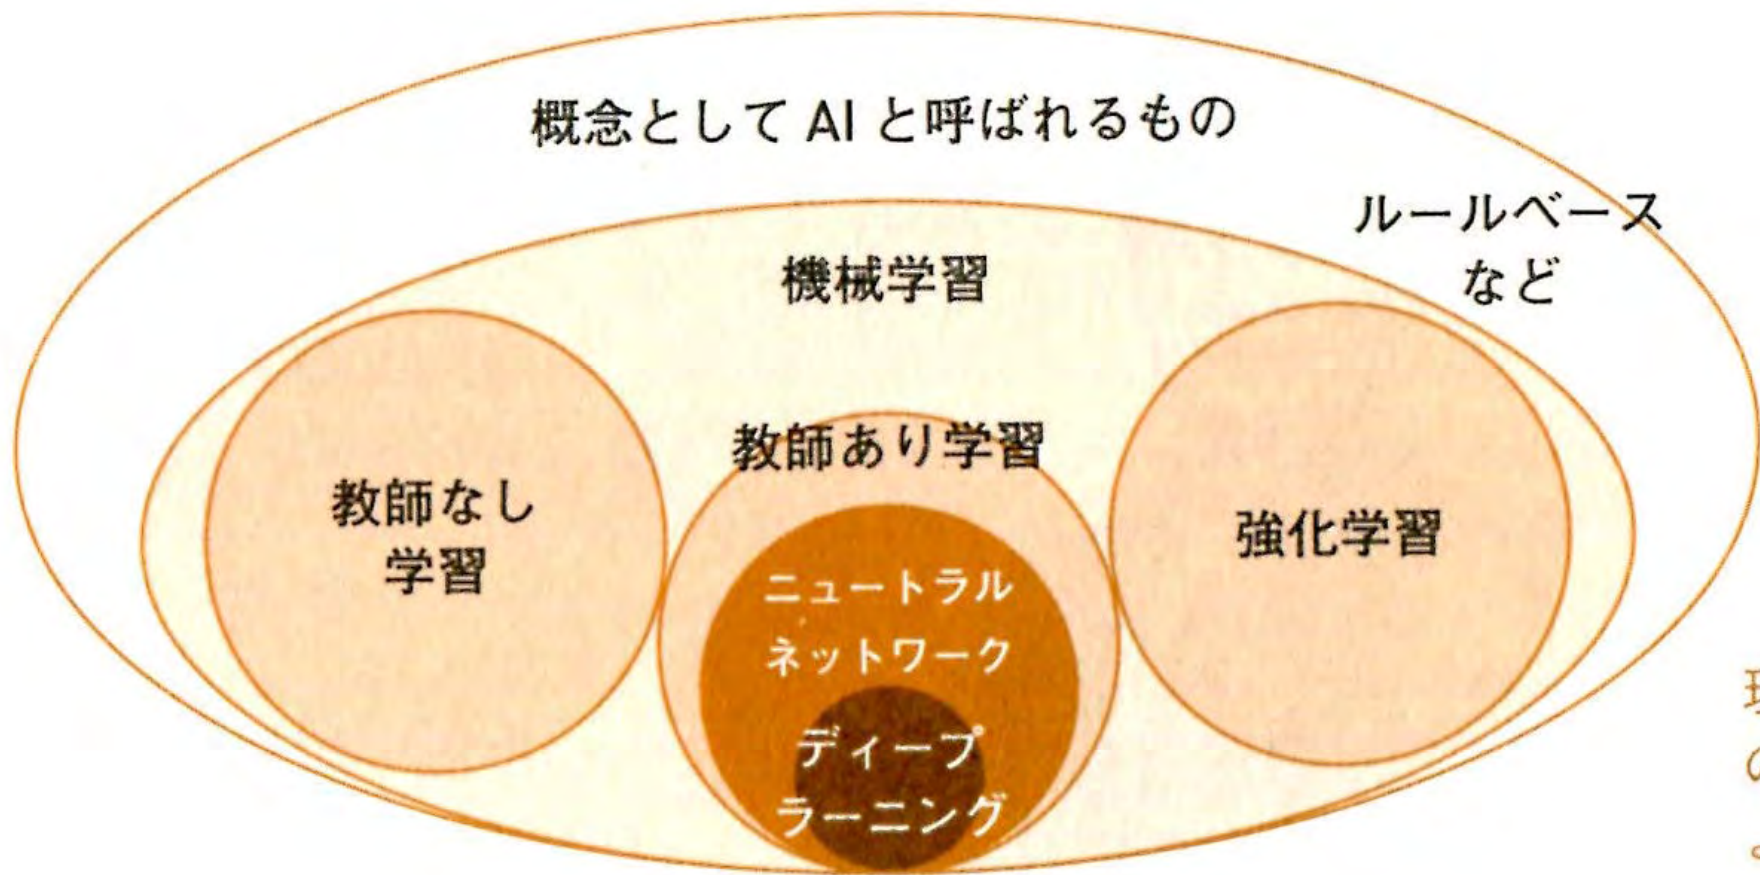 概念として AI と呼ばれるもの
ルールベース
など
機械学習
教師あり学習
教師なし
学習
強化学習
ニュートラル
ネットワーク
ディープ
ラーニング
の